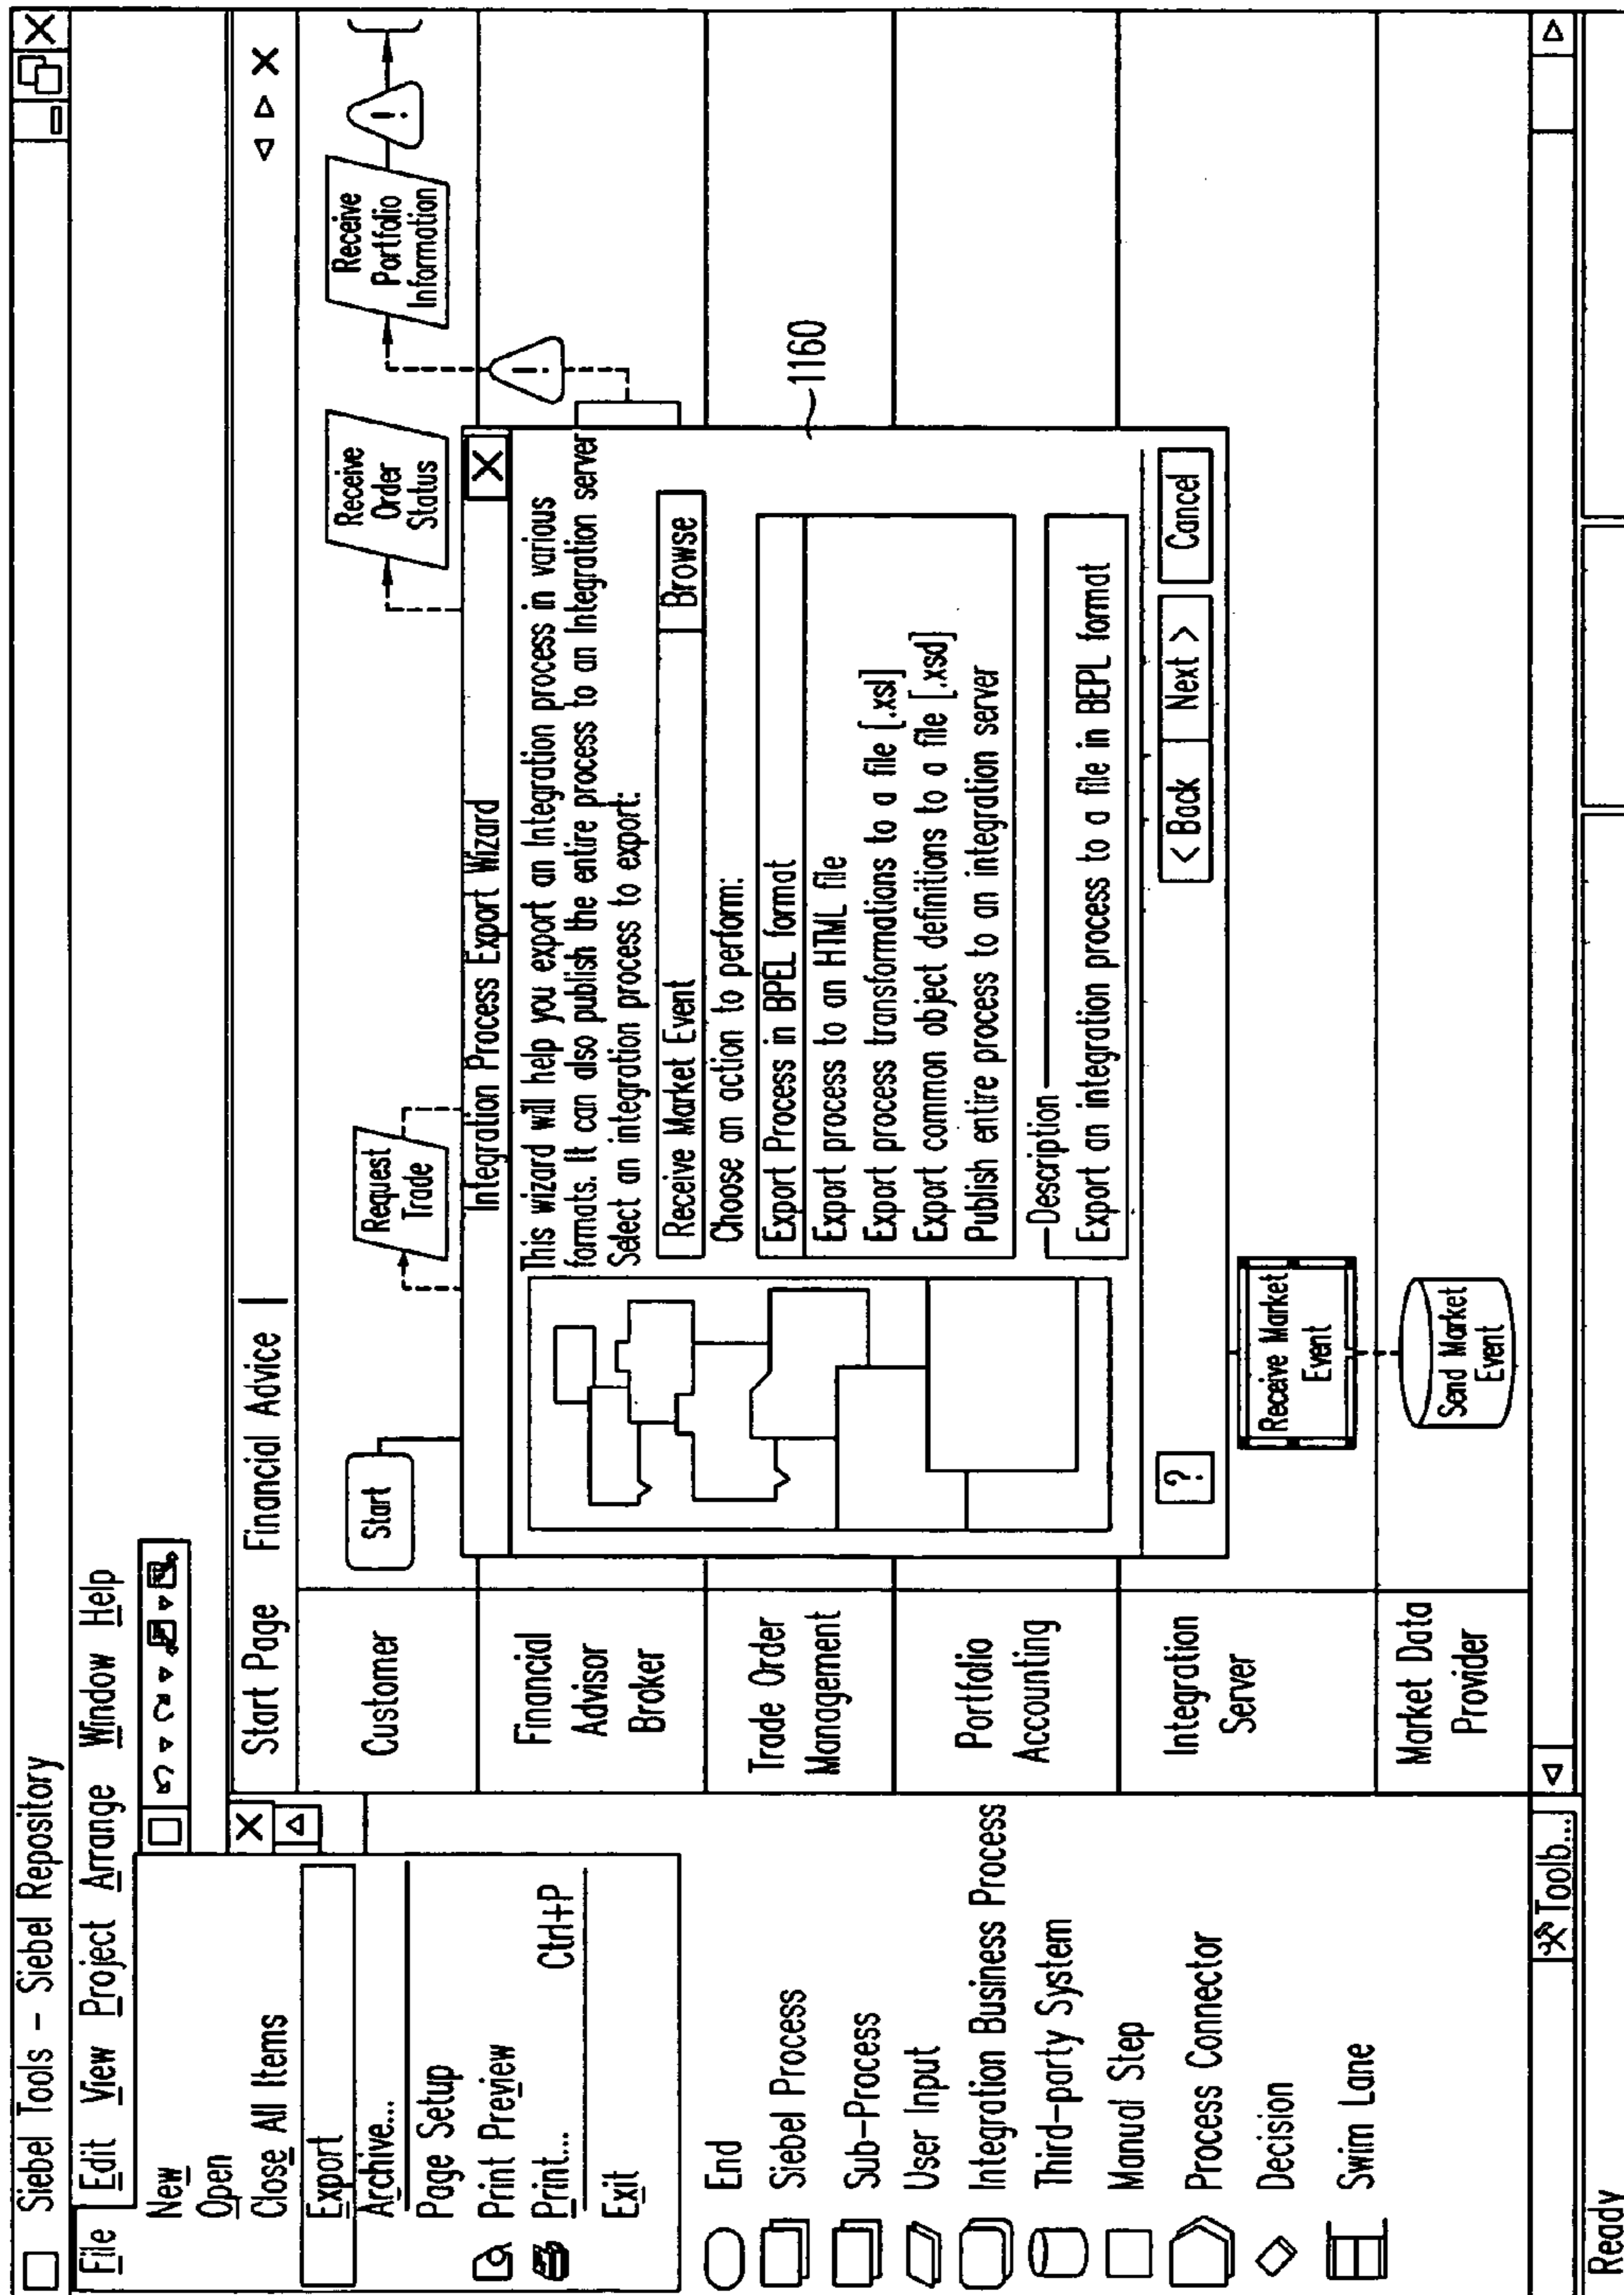 Siebel Tools – Siebel Repository
File Edit View Project Arrange Window Help
New
Open
Close All Items
Export
Archive...
Page Setup
Print Preview
Print... Ctrl+P
Exit
End
Siebel Process
Sub-Process
User Input
Integration Business Process
Third-party System
Manual Step
Process Connector
Decision
Swim Lane
Toolb...
Ready
Start Page
Financial Advice
Customer
Financial
Advisor
Broker
Trade Order
Management
Portfolio
Accounting
Integration
Server
Market Data
Provider
Start
Request
Trade
Receive
Order
Status
Receive
Portfolio
Information
!
!
Integration Process Export Wizard
X
This wizard will help you export an Integration process in various
formats. It can also publish the entire process to an Integration server
Select an integration process to export:
Receive Market Event
Browse
Choose an action to perform:
Export Process in BPEL format
Export process to an HTML file
Export process transformations to a file [.xsl]
Export common object definitions to a file [.xsd]
Publish entire process to an integration server
Description
Export an integration process to a file in BEPL format
?
< Back
Next >
Cancel
1160
Receive Market
Event
Send Market
Event